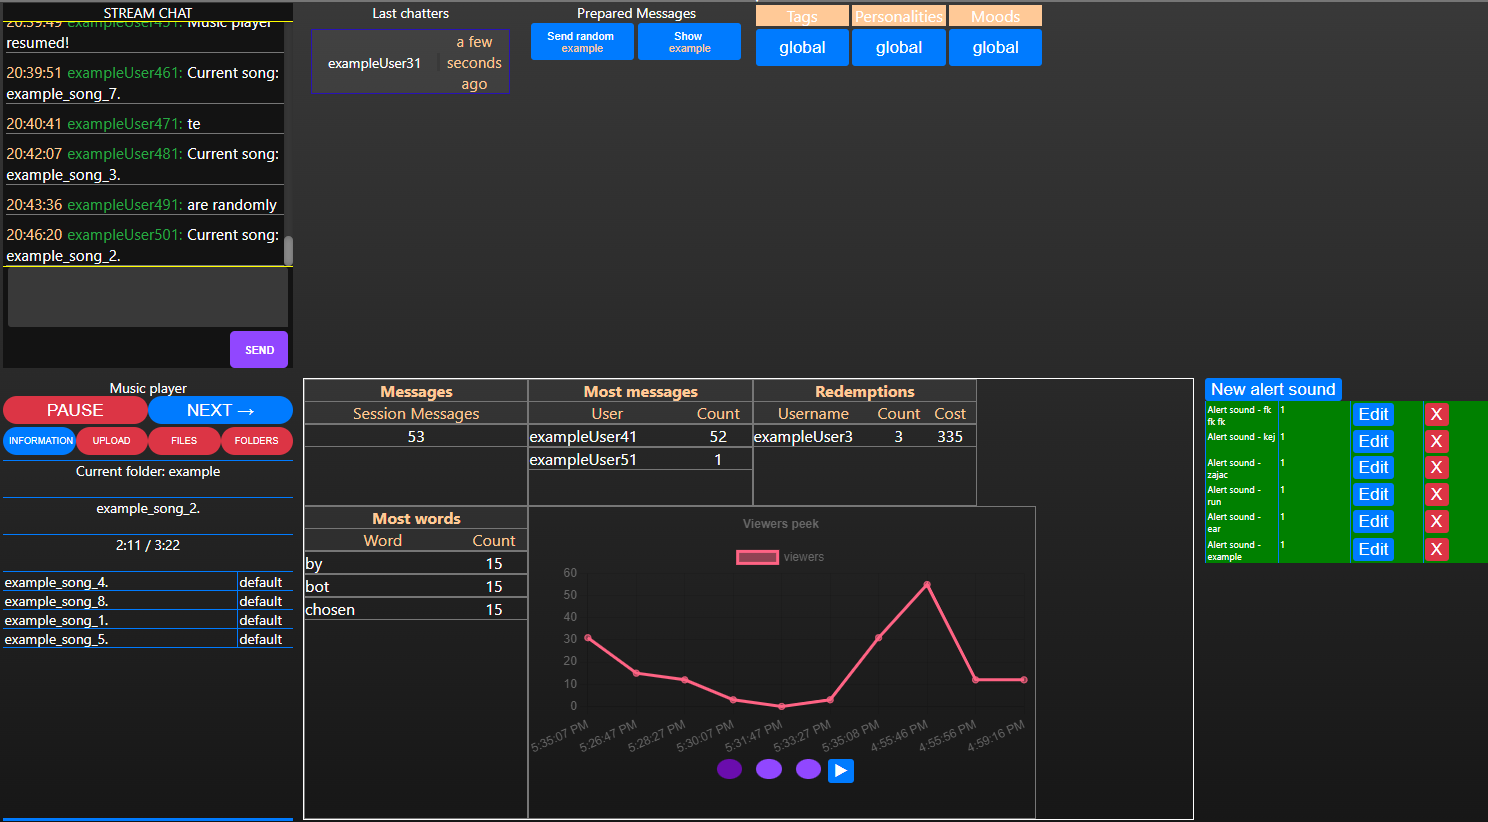 STREAM CHAT
20:39:49 exampleUser451: Music player
resumed!
20:39:51 exampleUser461: Current song:
example_song_7.
20:40:41 exampleUser471: te
20:42:07 exampleUser481: Current song:
example_song_3.
20:43:36 exampleUser491: are randomly
20:46:20 exampleUser501: Current song:
example_song_2.
SEND
Last chatters
exampleUser31
a few
seconds
ago
Prepared Messages
Send random
example
Show
example
Tags Personalities Moods
global global global
Music player
PAUSE NEXT →
INFORMATION UPLOAD FILES FOLDERS
Current folder: example
example_song_2.
2:11 / 3:22
example_song_4. default
example_song_8. default
example_song_1. default
example_song_5. default
Messages
Session Messages
53
Most messages
User Count
exampleUser41 52
exampleUser51 1
Redemptions
Username Count Cost
exampleUser3 3 335
Most words
Word Count
by 15
bot 15
chosen 15
Viewers peek
viewers
60
50
40
30
20
10
0
5:35:07 PM 5:26:47 PM 5:28:27 PM 5:30:07 PM 5:31:47 PM 5:33:27 PM 5:35:08 PM 4:55:46 PM 4:55:56 PM 4:59:16 PM
New alert sound
Alert sound - fk 1 Edit X
fk fk
Alert sound - kej 1 Edit X
Alert sound - 1 Edit X
zajac
Alert sound - 1 Edit X
run
Alert sound - 1 Edit X
ear
Alert sound - 1 Edit X
example